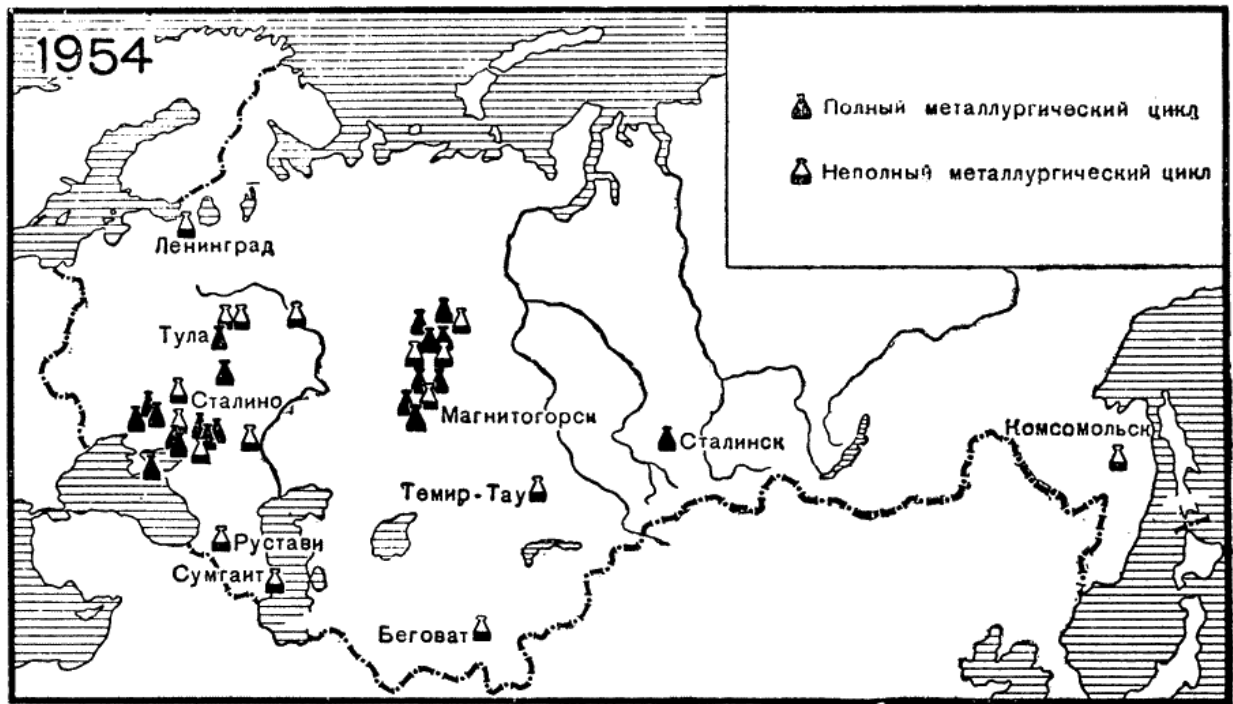 1954
Полный металлургический цикл
Неполный металлургический цикл
Ленинград
Тула
Сталино
Магнитогорск
Сталинск
Комсомольск
Темир-Тау
Рустави
Сумгаит
Беговат